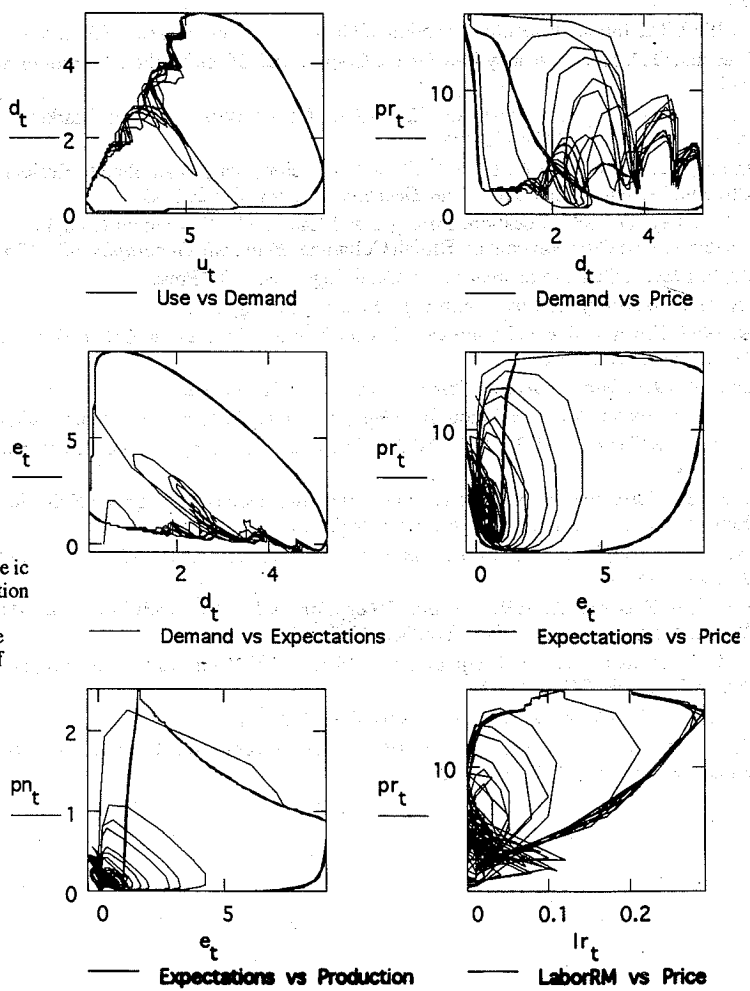 4
d_t
2
0
5
u_t
Use vs Demand
10
pr_t
0
2
4
d_t
Demand vs Price
e_t
5
0
2
4
d_t
Demand vs Expectations
10
pr_t
0
5
e_t
Expectations vs Price
e ic
tion
e
f
2
pn_t
1
0
0
5
e_t
Expectations vs Production
10
pr_t
0
0.1
0.2
lr_t
LaborRM vs Price